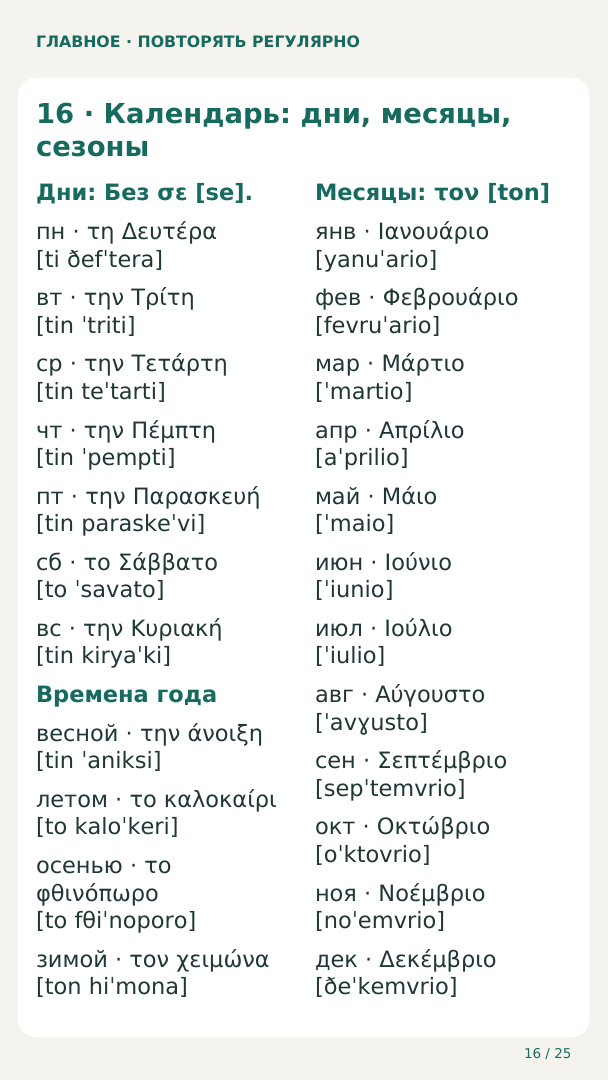 ГЛАВНОЕ · ПОВТОРЯТЬ РЕГУЛЯРНО
16 · Календарь: дни, месяцы,
сезоны
Дни: Без σε [se].
пн · τη Δευτέρα
[ti ðefˈtera]
вт · την Τρίτη
[tin ˈtriti]
ср · την Τετάρτη
[tin teˈtarti]
чт · την Πέμπτη
[tin ˈpempti]
пт · την Παρασκευή
[tin paraskeˈvi]
сб · το Σάββατο
[to ˈsavato]
вс · την Κυριακή
[tin kiryaˈki]
Времена года
весной · την άνοιξη
[tin ˈaniksi]
летом · το καλοκαίρι
[to kaloˈkeri]
осенью · το
φθινόπωρο
[to fθiˈnoporo]
зимой · τον χειμώνα
[ton hiˈmona]
Месяцы: τον [ton]
янв · Ιανουάριο
[yanuˈario]
фев · Φεβρουάριο
[fevruˈario]
мар · Μάρτιο
[ˈmartio]
апр · Απρίλιο
[aˈprilio]
май · Μάιο
[ˈmaio]
июн · Ιούνιο
[ˈiunio]
июл · Ιούλιο
[ˈiulio]
авг · Αύγουστο
[ˈavɣusto]
сен · Σεπτέμβριο
[sepˈtemvrio]
окт · Οκτώβριο
[oˈktovrio]
ноя · Νοέμβριο
[noˈemvrio]
дек · Δεκέμβριο
[ðeˈkemvrio]
16 / 25